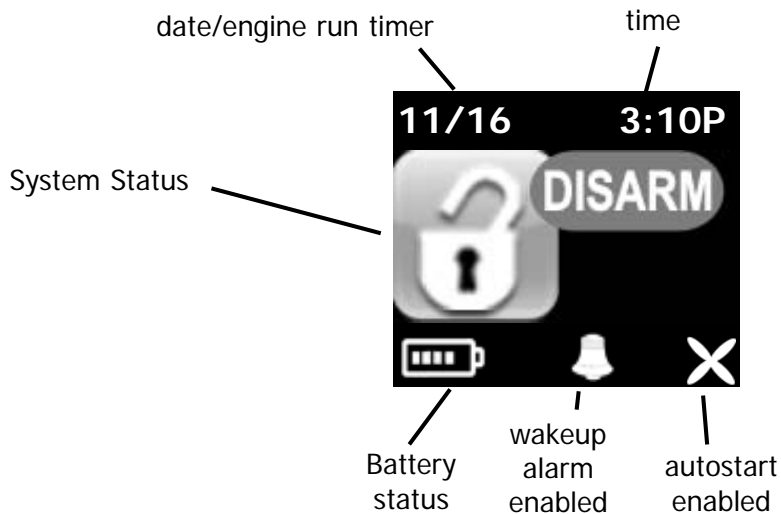 date/engine run timer
time
11/16 3:10P
System Status
DISARM
Battery
status
wakeup
alarm
enabled
autostart
enabled